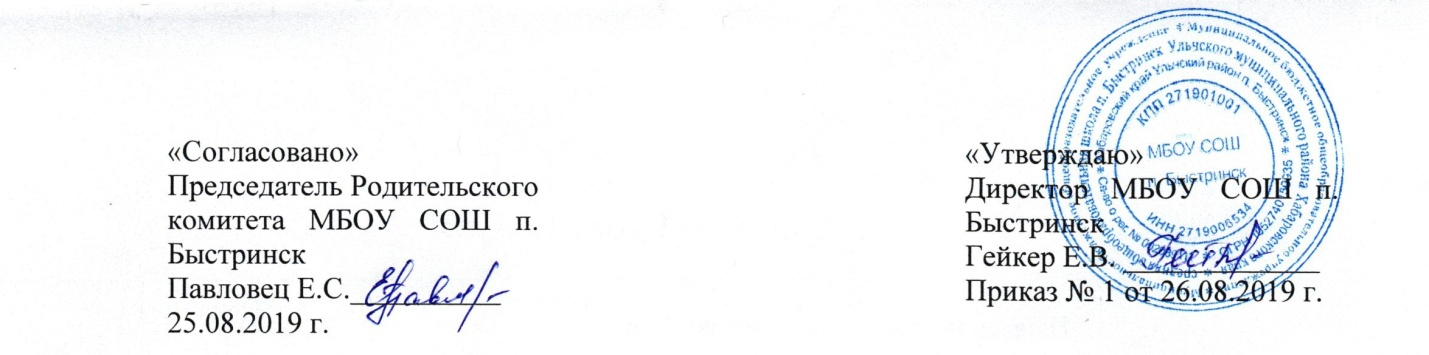 «Согласовано»
Председатель Родительского
комитета МБОУ СОШ п.
Быстринск
Павловец Е.С.
25.08.2019 г.
«Утверждаю»
Директор МБОУ СОШ п.
Быстринск
Гейкер Е.В.
Приказ № 1 от 26.08.2019 г.
КПП 271901001
МБОУ СОШ
п. Быстринск
ИНН 2719006534